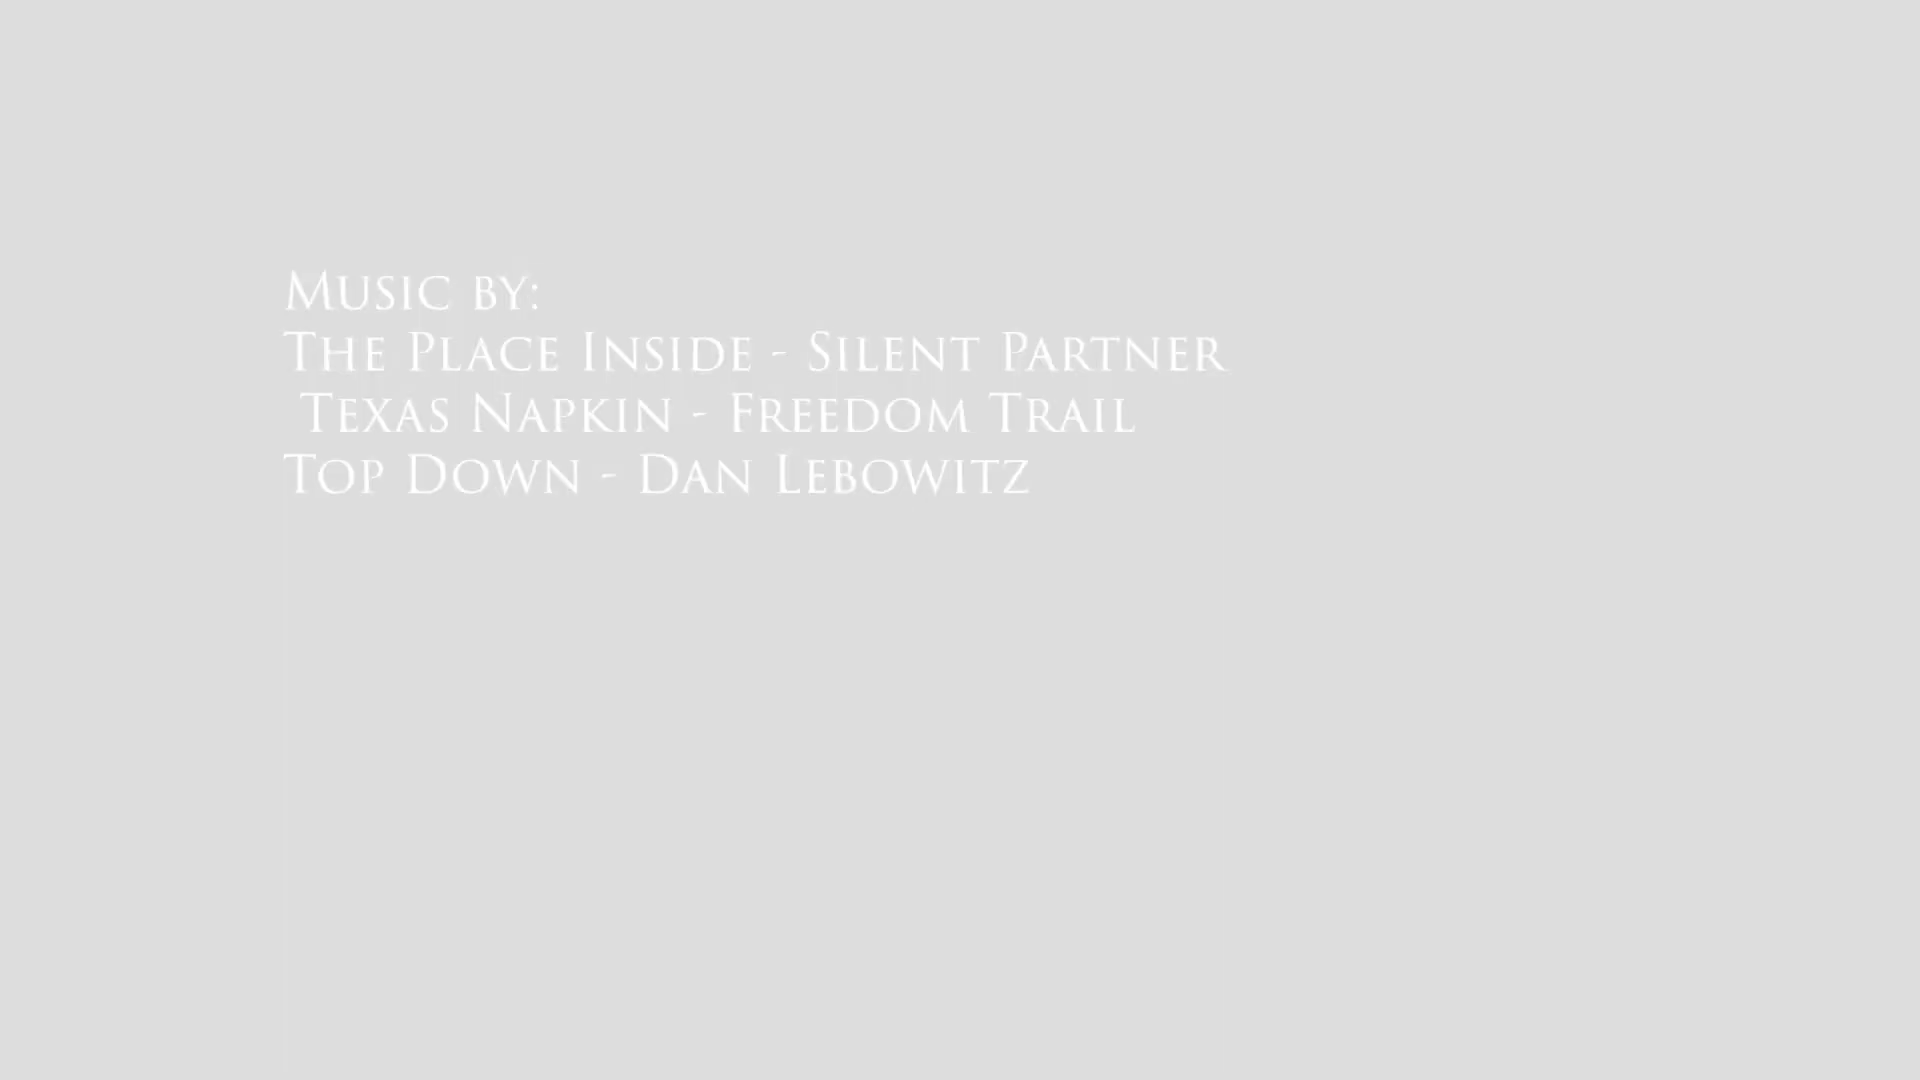 Music by:
The Place Inside - Silent Partner
Texas Napkin - Freedom Trail
Top Down - Dan Lebowitz